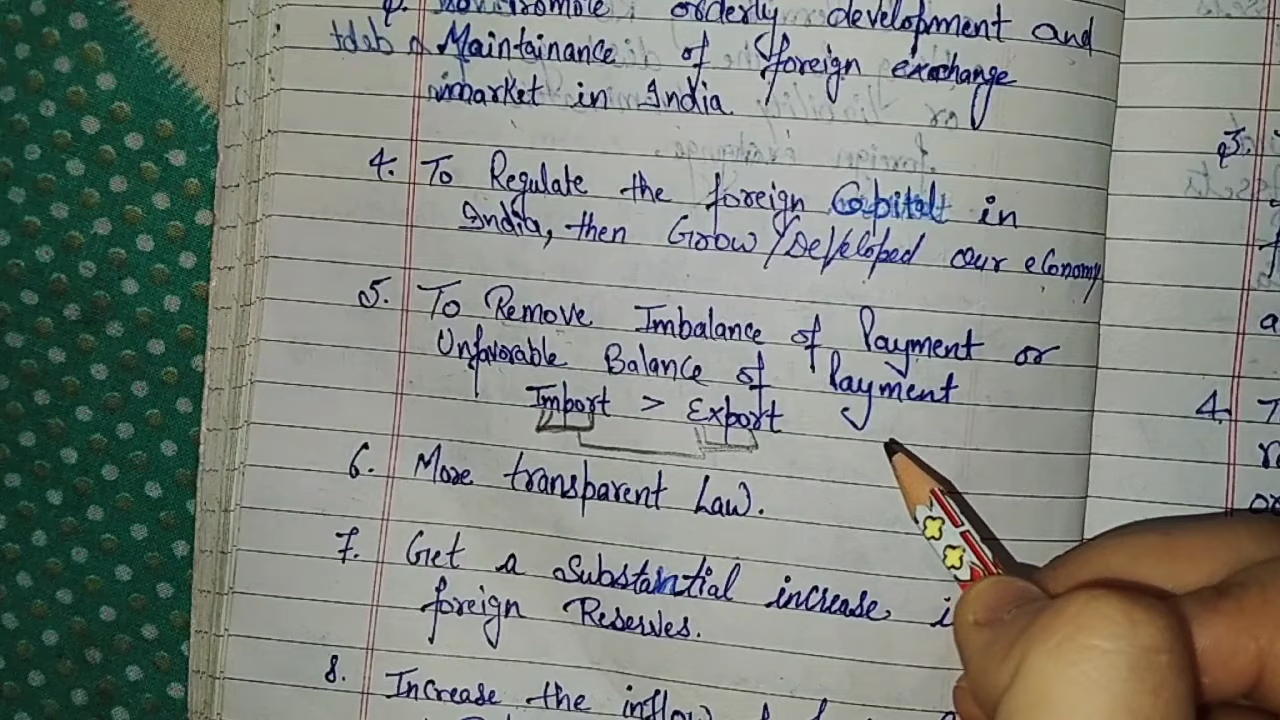 orderly development and
Maintainance of foreign exchange
market in India
4. To Regulate the foreign Capital in
India, then Grow/Developed our economy
5. To Remove Imbalance of Payment or
Unfavorable Balance of Payment
Import > Export
6. More transparent Law.
7. Get a substantial increase
foreign Reserves.
8. Increase the inflow